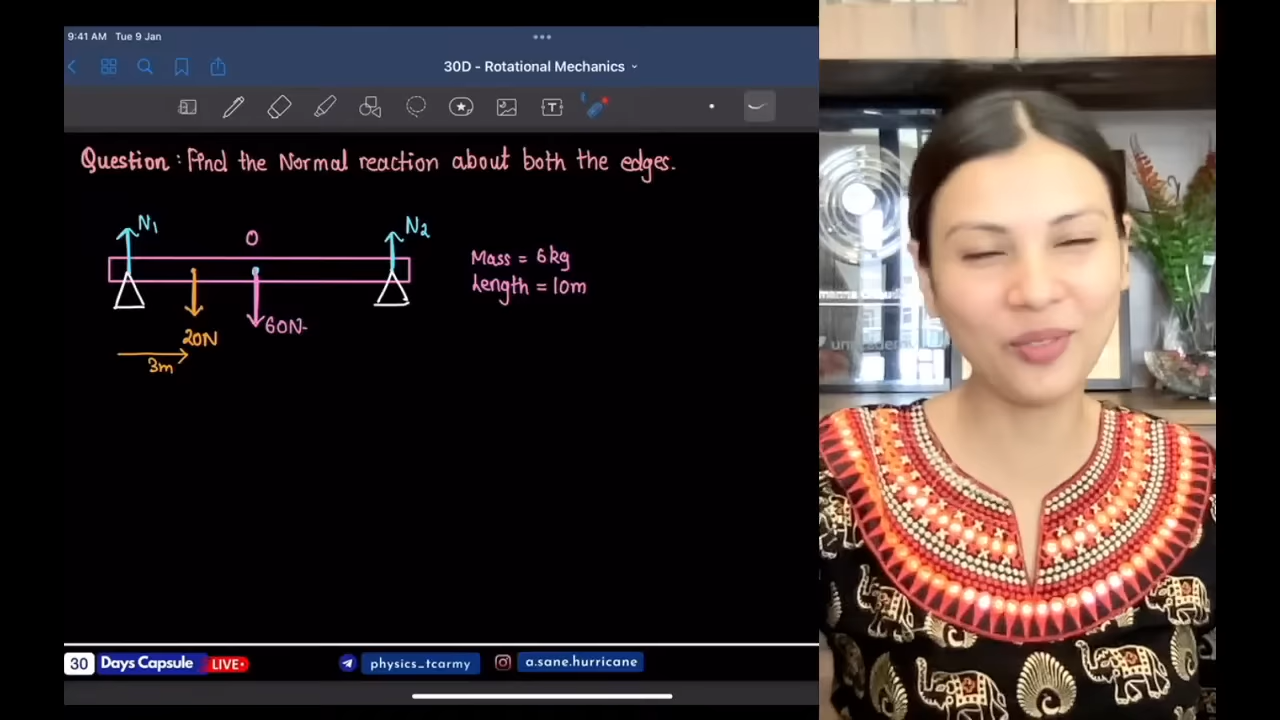 9:41 AM Tue 9 Jan
30D - Rotational Mechanics
Question: Find the Normal reaction about both the edges.
N1
O
N2
Mass = 6kg
Length = 10m
20N
60N
3m
30 Days Capsule LIVE
physics_tcarmy
a.sane.hurricane